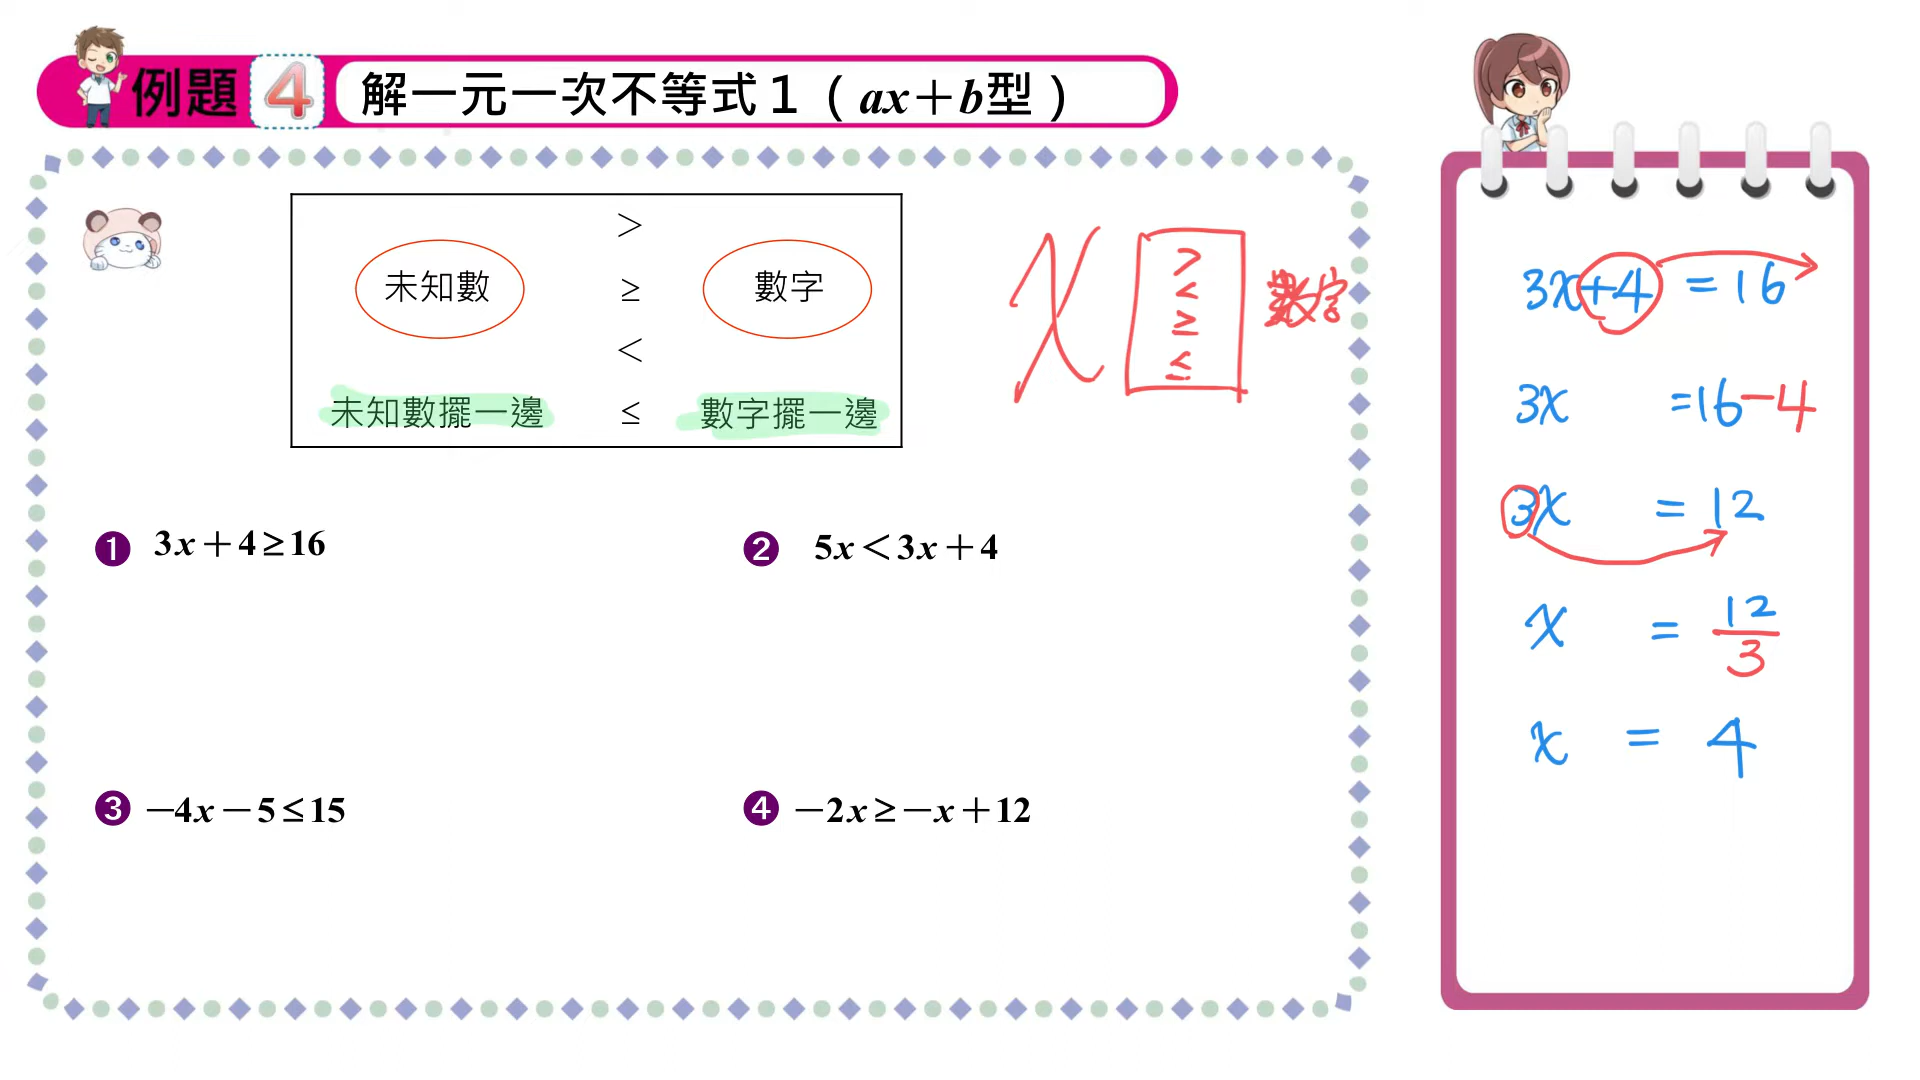 例題 4 解一元一次不等式1（ax＋b型）
＞
未知數 ≥ 數字
＜
未知數擺一邊 ≤ 數字擺一邊
x > < ≥ ≤ 數字
❶ 3x＋4≥16
❷ 5x＜3x＋4
❸ －4x－5≤15
❹ －2x≥－x＋12
3x+4 = 16
3x = 16-4
3x = 12
x = 12/3
x = 4